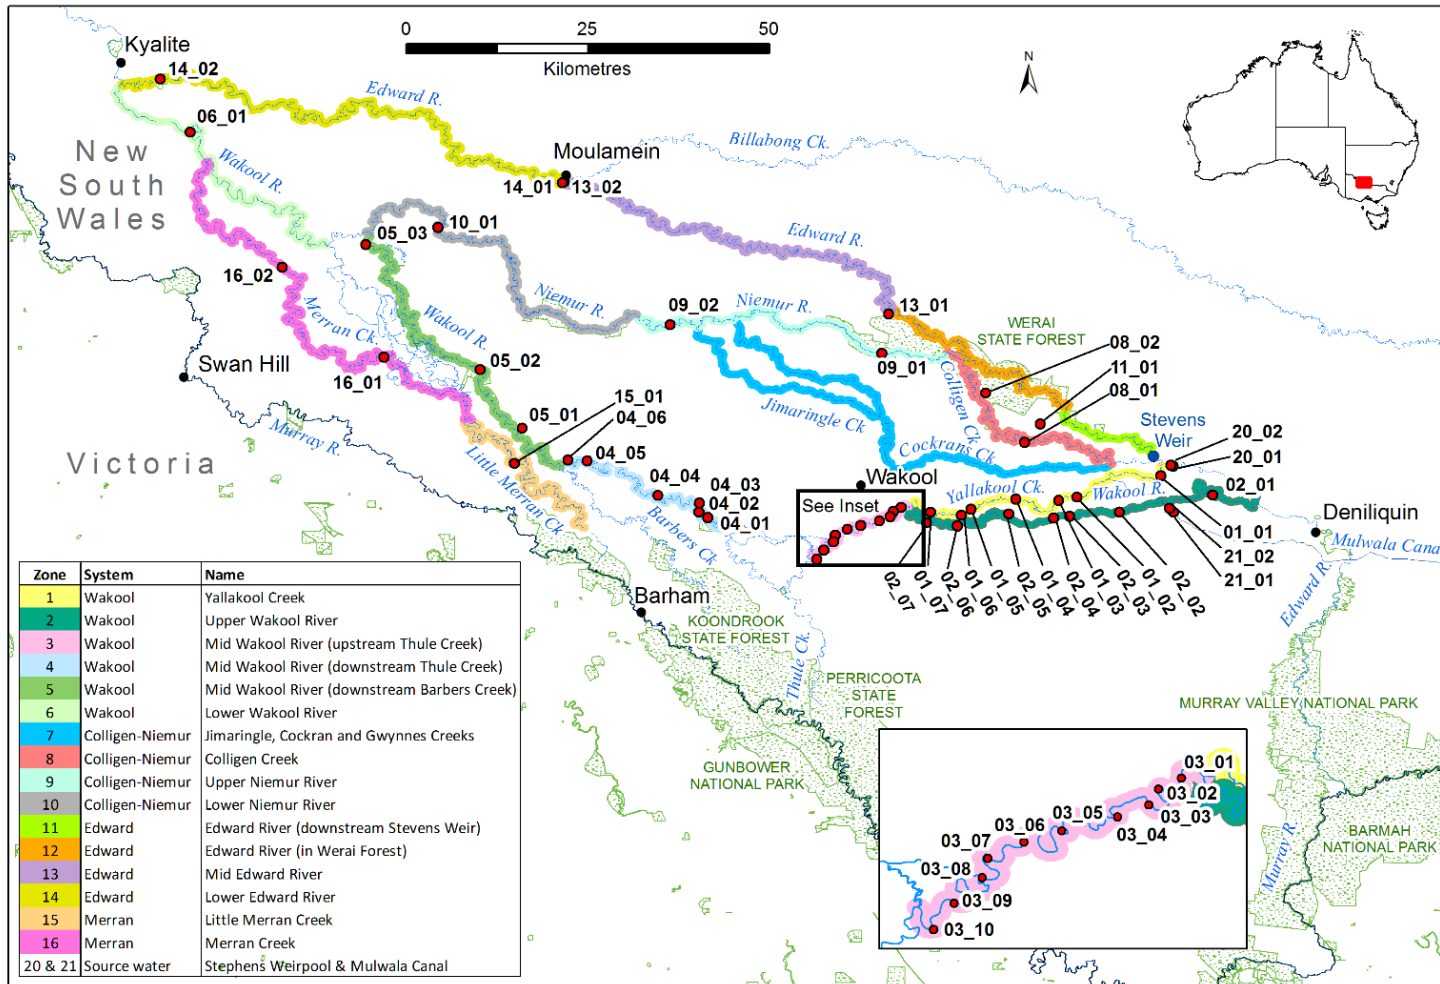 0
25
50
Kilometres
N
Kyalite
14_02
Edward R.
06_01
Billabong Ck.
New
South
Wales
Wakool R.
Moulamein
14_01
13_02
10_01
05_03
Edward R.
16_02
Niemur R.
09_02
Niemur R.
13_01
WERAI
STATE FOREST
Merran Ck.
Wakool R.
08_02
Swan Hill
16_01
05_02
09_01
Colligen Ck
11_01
08_01
15_01
04_06
Jimaringle Ck
Stevens
Weir
Murray R.
05_01
20_02
20_01
Victoria
Little Merran Ck
04_05
Cockrans Ck
Wakool
04_04
04_03
04_02
04_01
See Inset
Yallakool Ck.
Wakool R.
02_01
Deniliquin
Barbers Ck
01_01
21_02
21_01
Mulwala Cana
02_07
01_07
02_06
01_06
01_05
02_05
01_04
02_04
01_03
02_03
01_02
02_02
Edward R.
Barham
KOONDROOK
STATE FOREST
Thule Ck.
PERRICOOTA
STATE
FOREST
MURRAY VALLEY NATIONAL PARK
GUNBOWER
NATIONAL PARK
BARMAH
NATIONAL PARK
Murray R.
03_01
03_02
03_03
03_04
03_05
03_06
03_07
03_08
03_09
03_10
Zone System Name
1 Wakool Yallakool Creek
2 Wakool Upper Wakool River
3 Wakool Mid Wakool River (upstream Thule Creek)
4 Wakool Mid Wakool River (downstream Thule Creek)
5 Wakool Mid Wakool River (downstream Barbers Creek)
6 Wakool Lower Wakool River
7 Colligen-Niemur Jimaringle, Cockran and Gwynnes Creeks
8 Colligen-Niemur Colligen Creek
9 Colligen-Niemur Upper Niemur River
10 Colligen-Niemur Lower Niemur River
11 Edward Edward River (downstream Stevens Weir)
12 Edward Edward River (in Werai Forest)
13 Edward Mid Edward River
14 Edward Lower Edward River
15 Merran Little Merran Creek
16 Merran Merran Creek
20 & 21 Source water Stephens Weirpool & Mulwala Canal